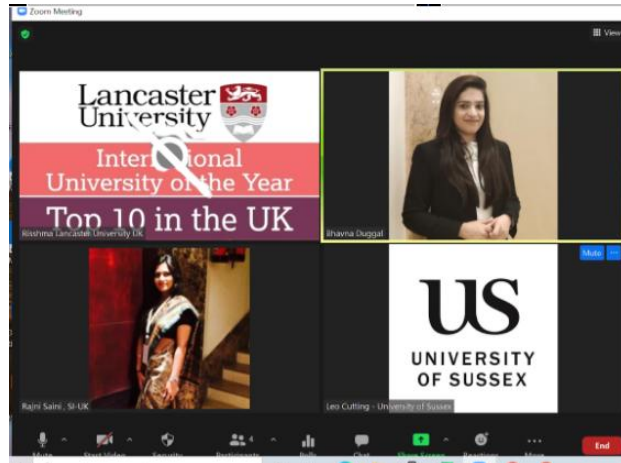 Zoom Meeting
View
Lancaster
University
University of the Year
Top 10 in the UK
Risshma Lancaster University UK
Bhavna Duggal
Mute
US
UNIVERSITY
OF SUSSEX
Rajni Saini , SI-UK
Leo Cutting - University of Sussex
4
Mute
Start Video
Security
Participants
Polls
Chat
Share Screen
Reactions
More
End